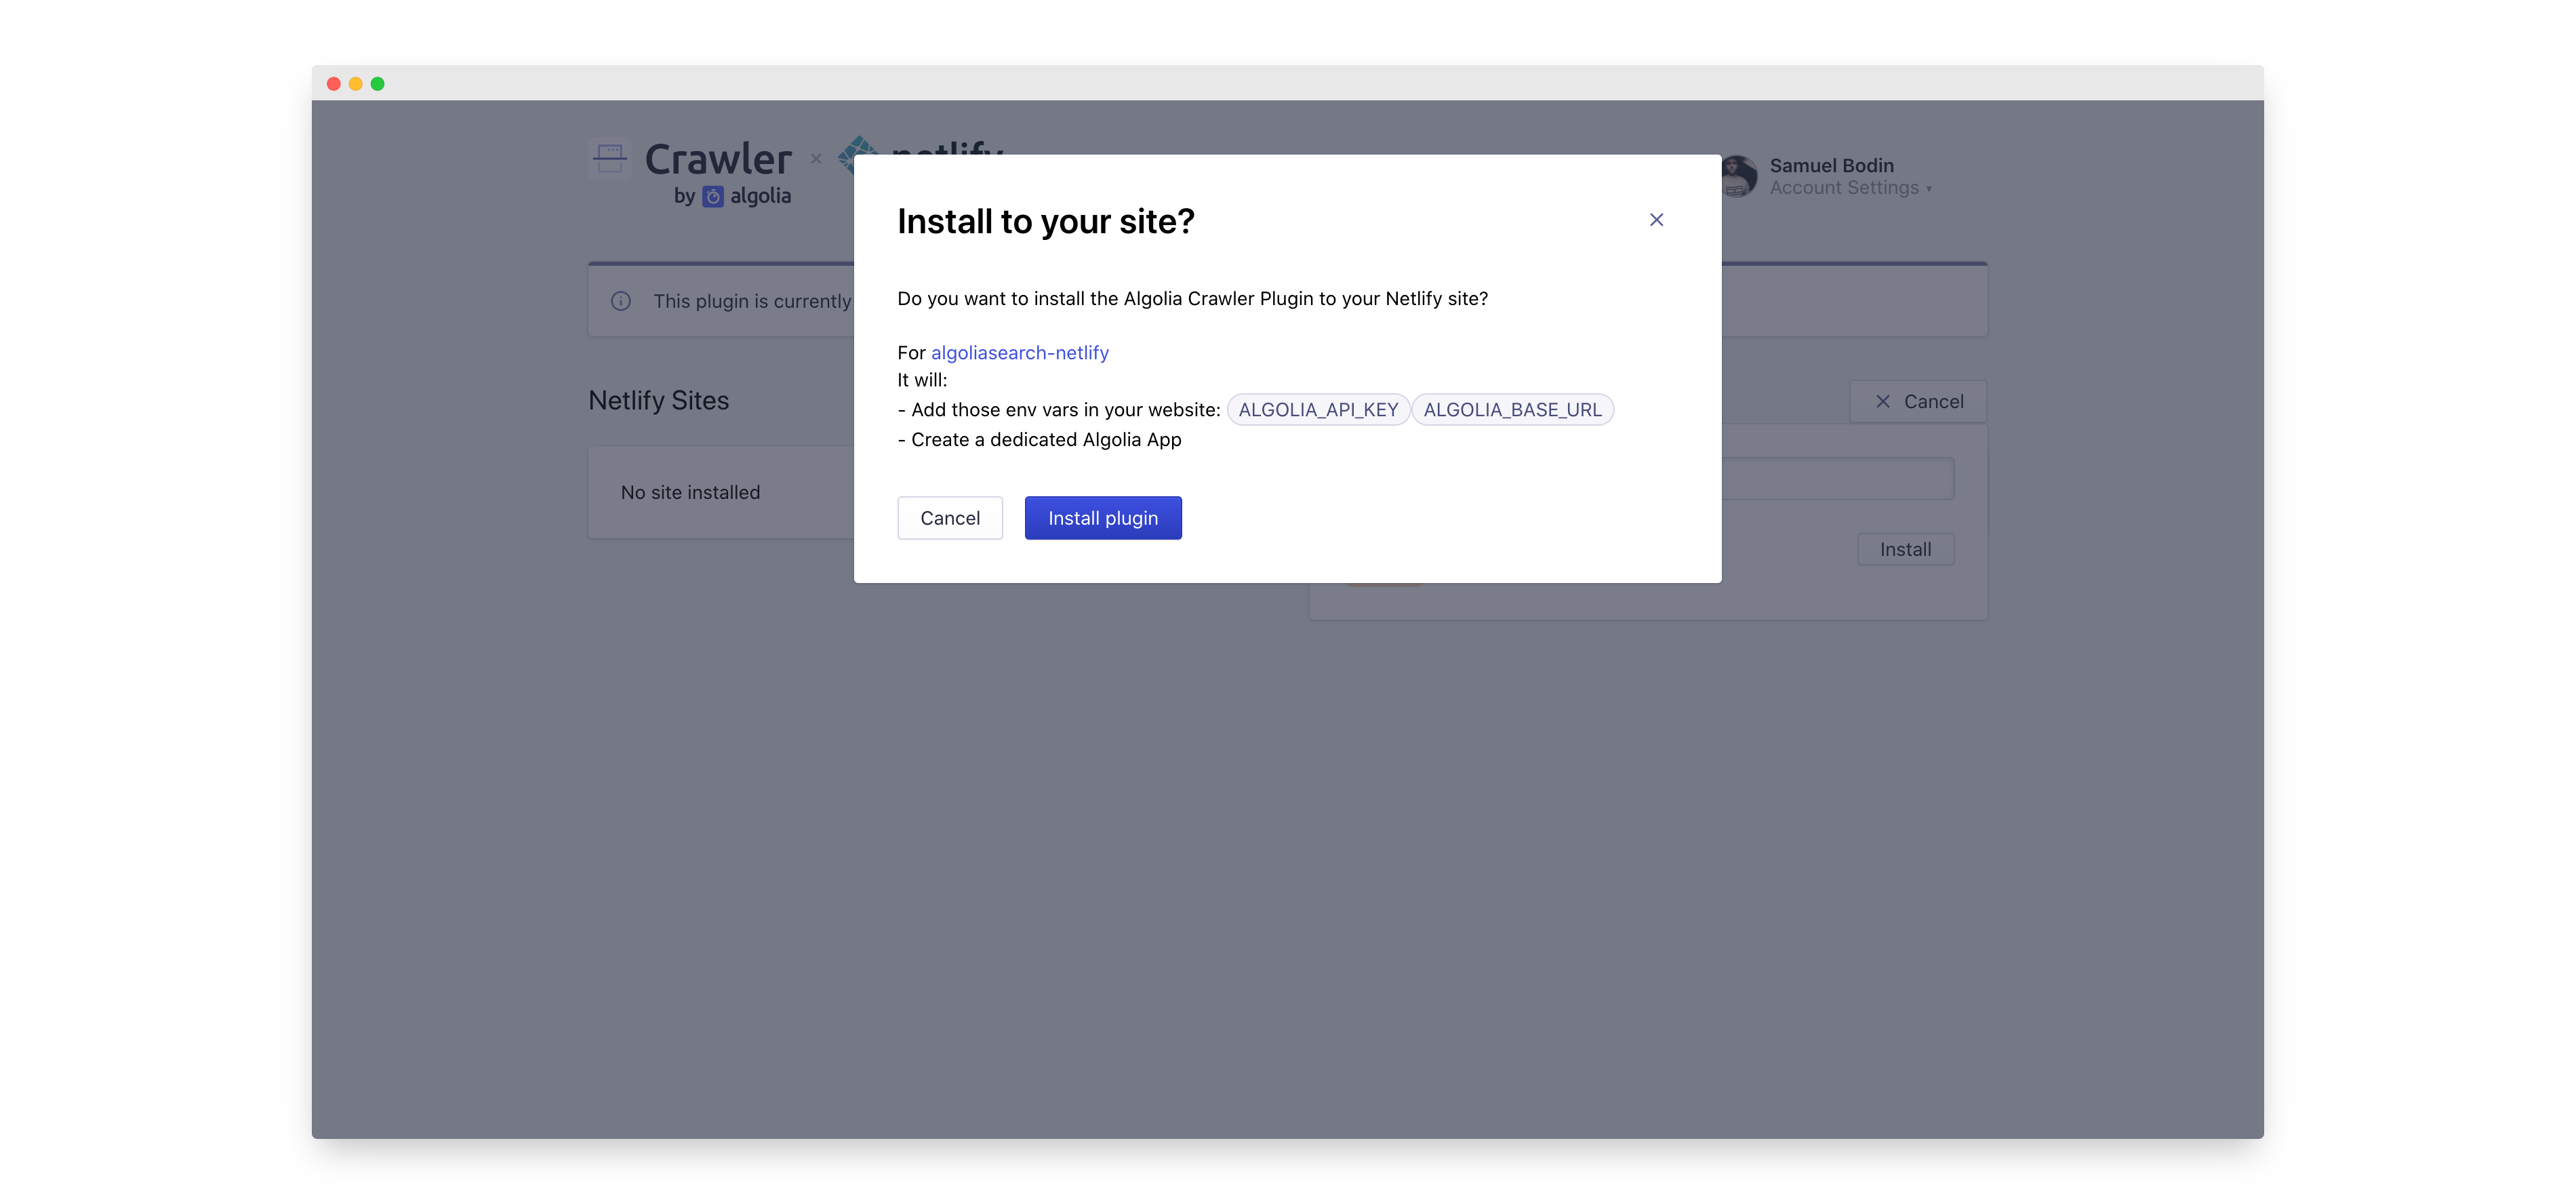 Crawler
by algolia
×
netlify
Samuel Bodin
Account Settings
Install to your site?
This plugin is currently
Do you want to install the Algolia Crawler Plugin to your Netlify site?
For algoliasearch-netlify
It will:
- Add those env vars in your website: ALGOLIA_API_KEY ALGOLIA_BASE_URL
- Create a dedicated Algolia App
Netlify Sites
Cancel
No site installed
Cancel
Install plugin
Install